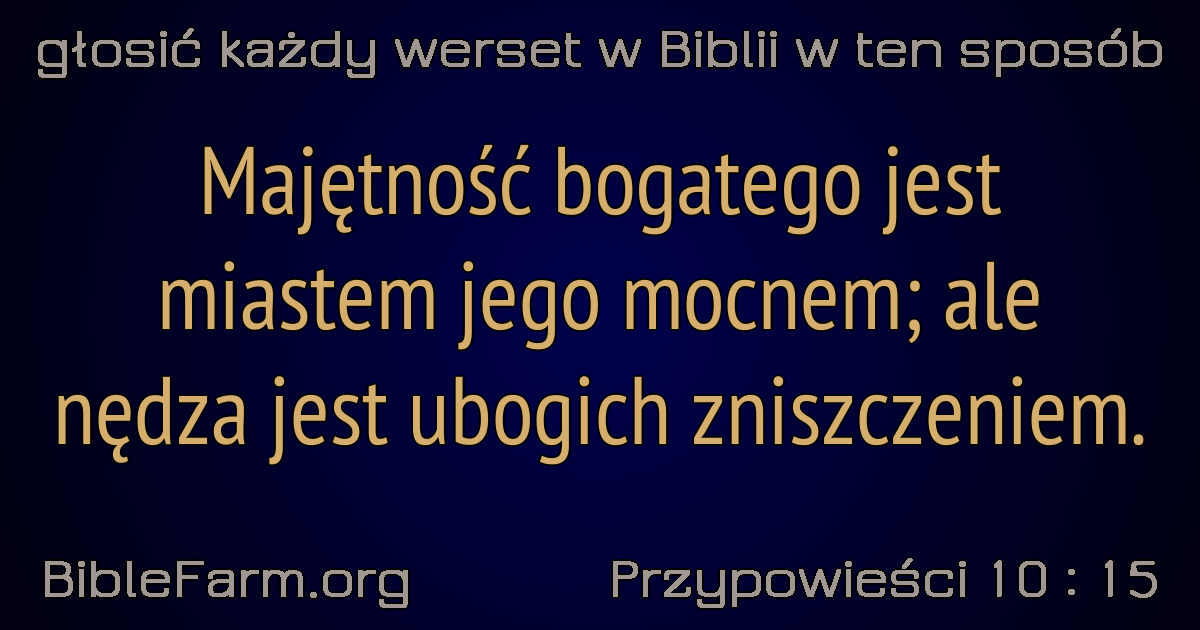 głosić każdy werset w Biblii w ten sposób
Majętność bogatego jest
miastem jego mocnem; ale
nędza jest ubogich zniszczeniem.
BibleFarm.org
Przypowieści 10 : 15